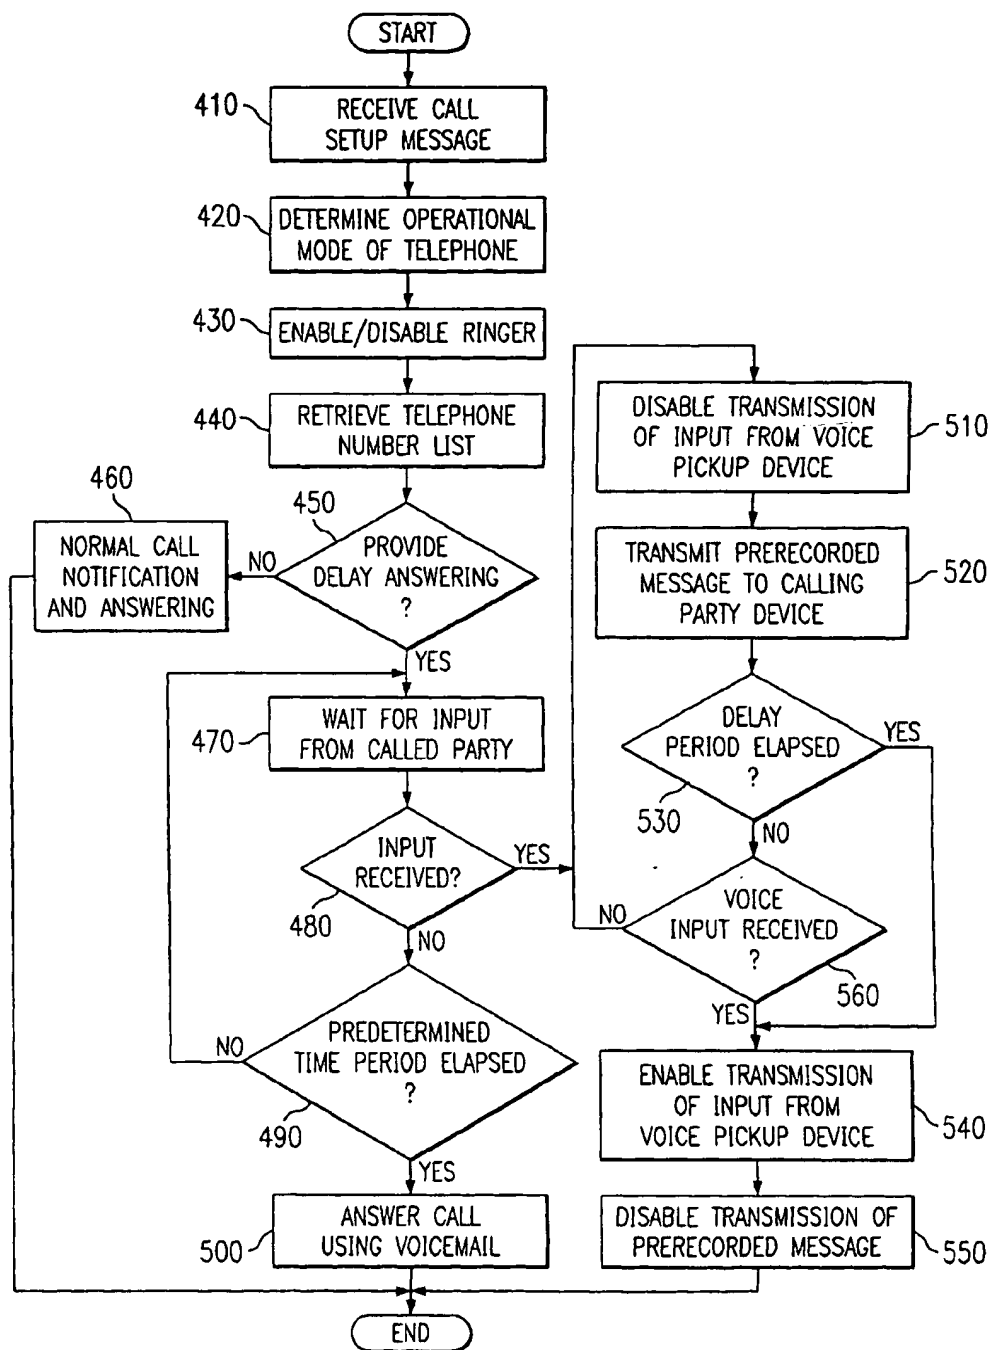 START
410
RECEIVE CALL
SETUP MESSAGE
420
DETERMINE OPERATIONAL
MODE OF TELEPHONE
430
ENABLE/DISABLE RINGER
440
RETRIEVE TELEPHONE
NUMBER LIST
450
PROVIDE
DELAY ANSWERING
?
NO
460
NORMAL CALL
NOTIFICATION
AND ANSWERING
YES
470
WAIT FOR INPUT
FROM CALLED PARTY
INPUT
RECEIVED?
480
YES
NO
PREDETERMINED
TIME PERIOD ELAPSED
?
490
NO
YES
500
ANSWER CALL
USING VOICEMAIL
DISABLE TRANSMISSION
OF INPUT FROM VOICE
PICKUP DEVICE
510
TRANSMIT PRERECORDED
MESSAGE TO CALLING
PARTY DEVICE
520
DELAY
PERIOD ELAPSED
?
530
YES
NO
VOICE
INPUT RECEIVED
?
560
NO
YES
ENABLE TRANSMISSION
OF INPUT FROM
VOICE PICKUP DEVICE
540
DISABLE TRANSMISSION OF
PRERECORDED MESSAGE
550
END